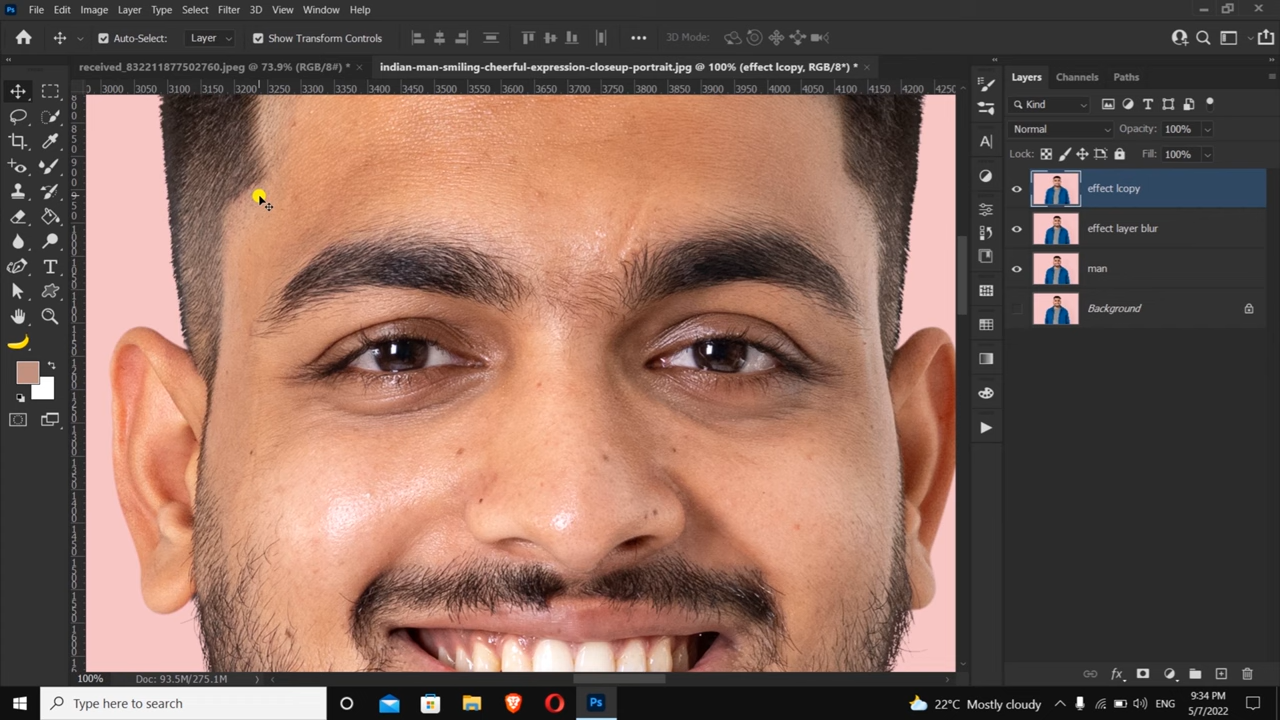 Ps File Edit Image Layer Type Select Filter 3D View Window Help
Auto-Select: Layer Show Transform Controls ••• 3D Mode:
received_832211877502760.jpeg @ 73.9% (RGB/8#) * ×
indian-man-smiling-cheerful-expression-closeup-portrait.jpg @ 100% (effect lcopy, RGB/8*) * ×
3000 3050 3100 3150 3200 3250 3300 3350 3400 3450 3500 3550 3600 3650 3700 3750 3800 3850 3900 3950 4000 4050 4100 4150 4200 4250
Layers Channels Paths
Kind
Normal Opacity: 100%
Lock: Fill: 100%
effect lcopy
effect layer blur
man
Background
100% Doc: 93.5M/275.1M
fx
Type here to search
Ps
22°C Mostly cloudy
ENG
9:34 PM
5/7/2022